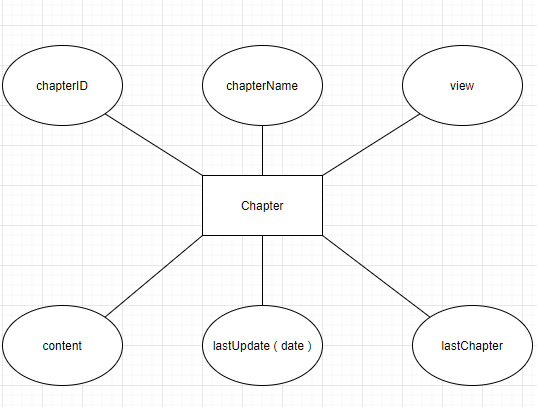 chapterID
chapterName
view
Chapter
content
lastUpdate ( date )
lastChapter